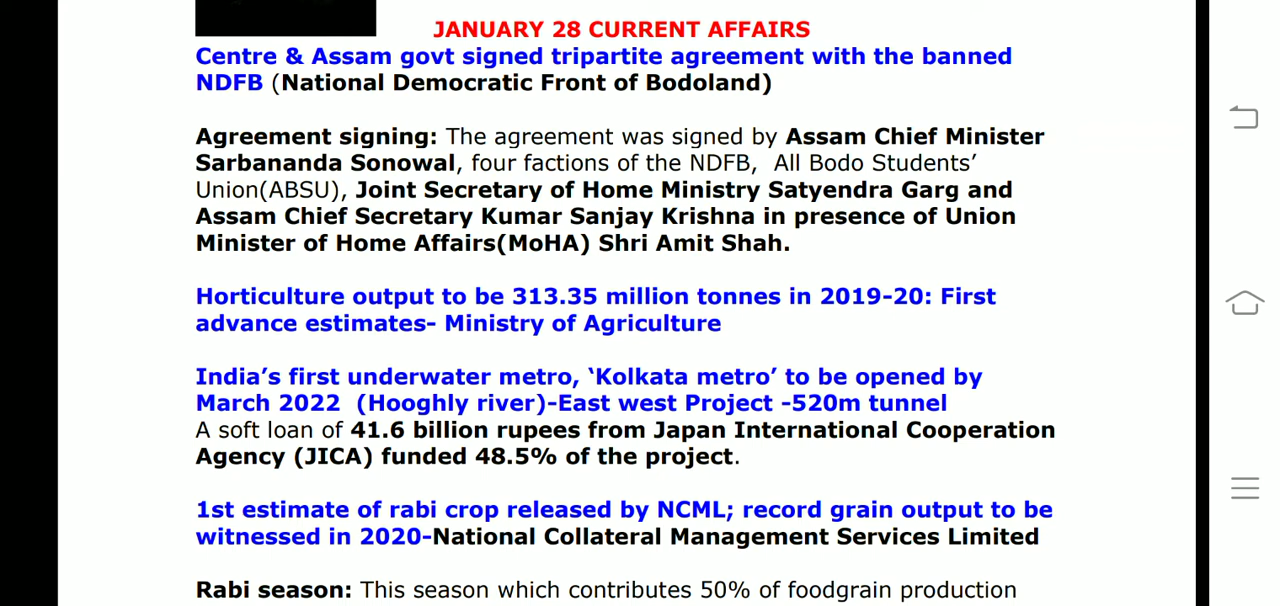 JANUARY 28 CURRENT AFFAIRS
Centre & Assam govt signed tripartite agreement with the banned
NDFB (National Democratic Front of Bodoland)
Agreement signing: The agreement was signed by Assam Chief Minister
Sarbananda Sonowal, four factions of the NDFB,  All Bodo Students’
Union(ABSU), Joint Secretary of Home Ministry Satyendra Garg and
Assam Chief Secretary Kumar Sanjay Krishna in presence of Union
Minister of Home Affairs(MoHA) Shri Amit Shah.
Horticulture output to be 313.35 million tonnes in 2019-20: First
advance estimates- Ministry of Agriculture
India’s first underwater metro, ‘Kolkata metro’ to be opened by
March 2022  (Hooghly river)-East west Project -520m tunnel
A soft loan of 41.6 billion rupees from Japan International Cooperation
Agency (JICA) funded 48.5% of the project.
1st estimate of rabi crop released by NCML; record grain output to be
witnessed in 2020-National Collateral Management Services Limited
Rabi season: This season which contributes 50% of foodgrain production